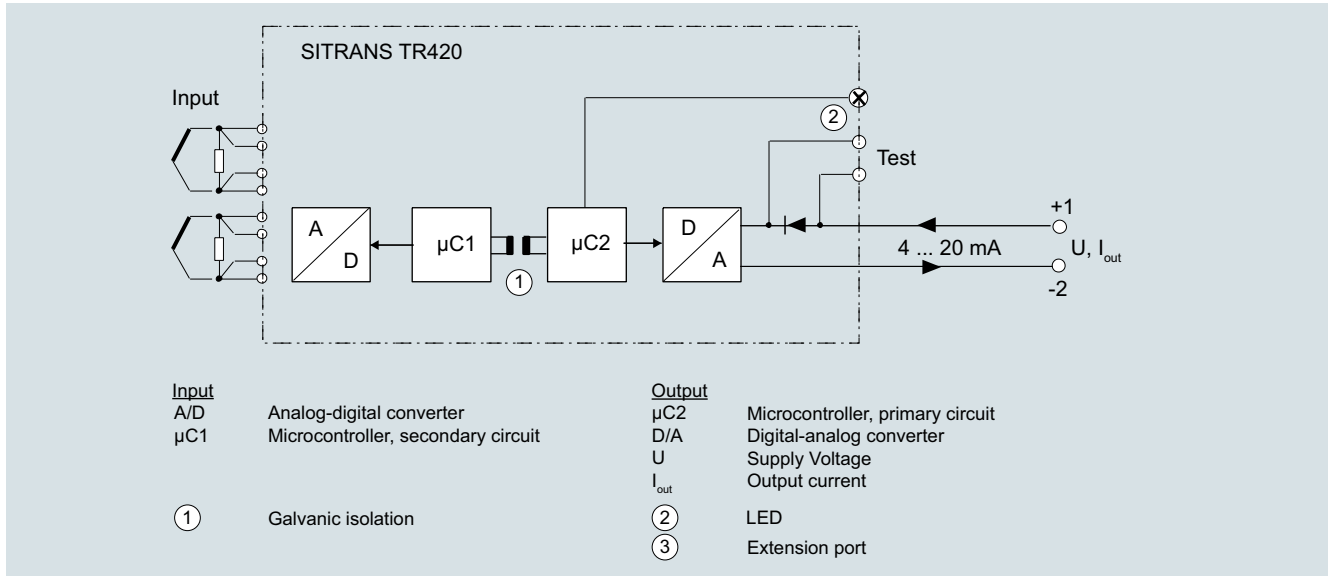 SITRANS TR420
Input
2
Test
A
D
µC1
µC2
D
A
+1
4 ... 20 mA
U, Iout
-2
1
Input
A/D Analog-digital converter
µC1 Microcontroller, secondary circuit
1 Galvanic isolation
Output
µC2 Microcontroller, primary circuit
D/A Digital-analog converter
U Supply Voltage
Iout Output current
2 LED
3 Extension port